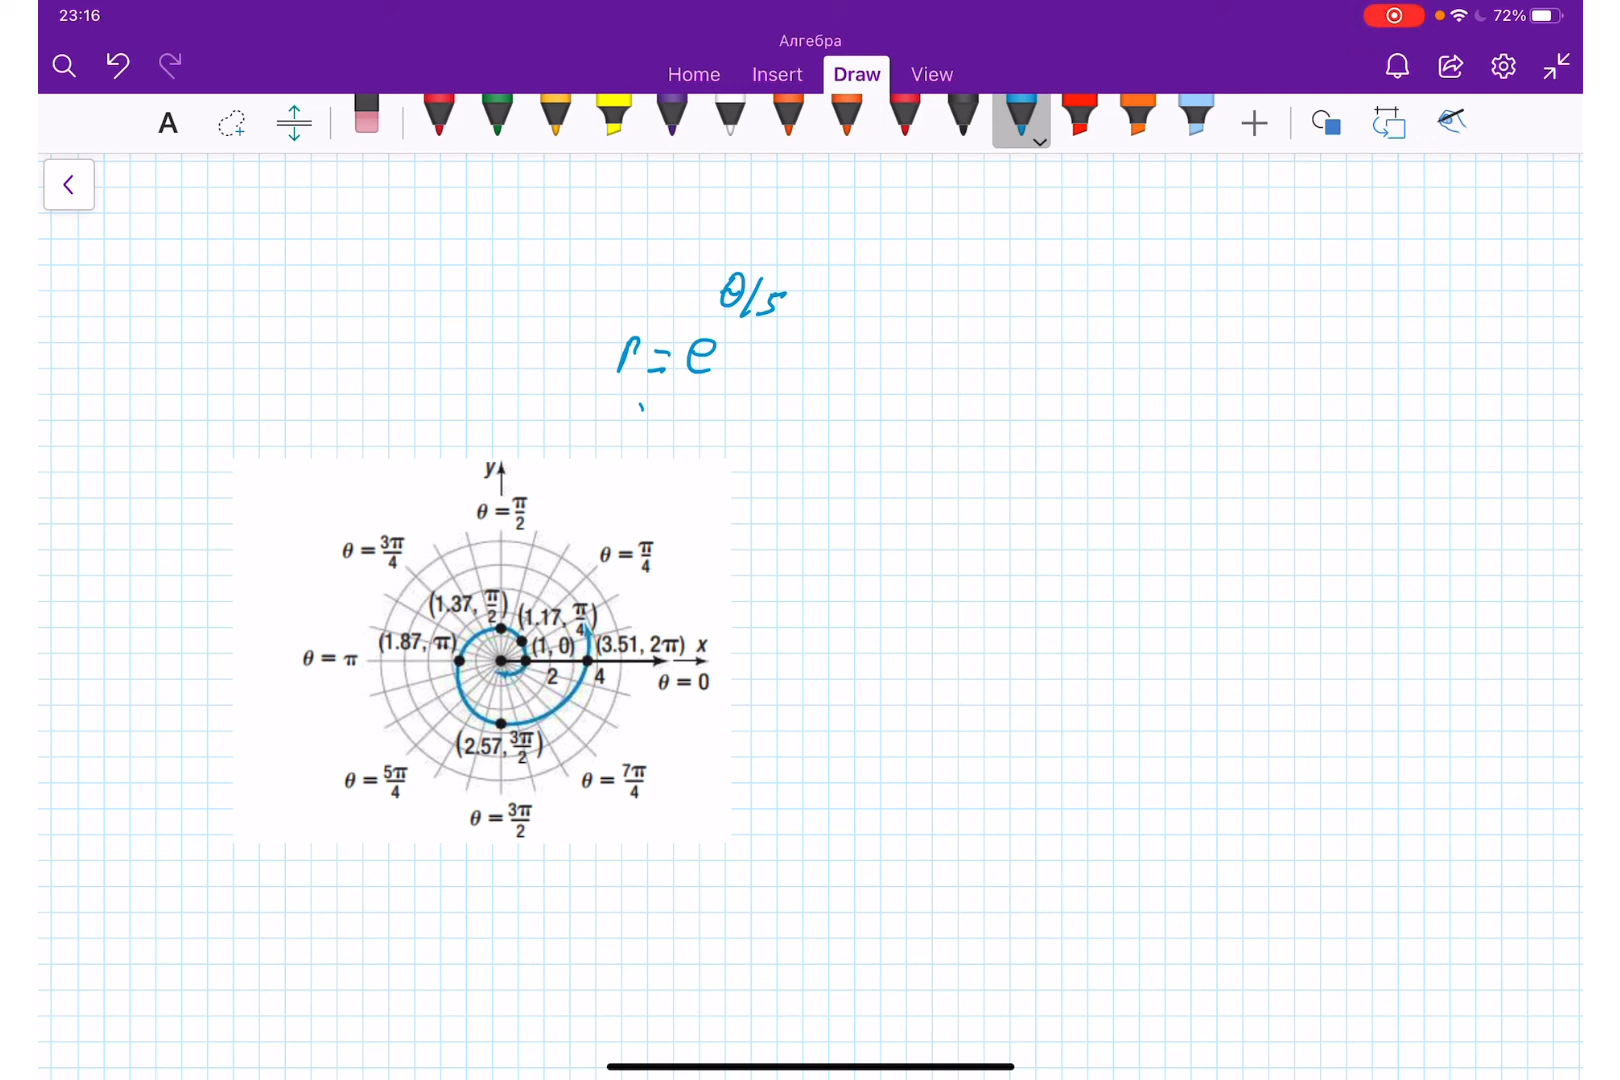 23:16
72%
Алгебра
Home Insert Draw View
A
θ/5
r = e
y
θ = π/2
θ = 3π/4
θ = π/4
(1.37, π/2)
(1.17, π/4)
(1.87, π)
(1, 0)
(3.51, 2π) x
θ = π
2 4
θ = 0
(2.57, 3π/2)
θ = 5π/4
θ = 7π/4
θ = 3π/2